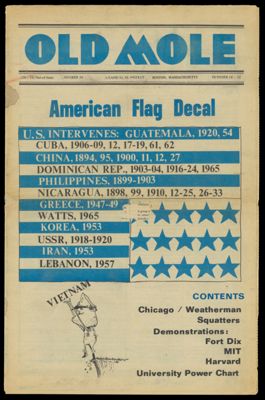 OLD MOLE
BOSTON, MASSACHUSETTS
American Flag Decal
U.S. INTERVENES: GUATEMALA, 1920, 54
CUBA, 1906-09, 12, 17-19, 61, 62
CHINA, 1894, 95, 1900, 11, 12, 27
DOMINICAN REP., 1903-04, 1916-24, 1965
PHILIPPINES, 1899-1903
NICARAGUA, 1898, 99, 1910, 12-25, 26-33
GREECE, 1947-49
WATTS, 1965
KOREA, 1953
USSR, 1918-1920
IRAN, 1953
LEBANON, 1957
VIETNAM
CONTENTS
Chicago / Weatherman
Squatters
Demonstrations:
Fort Dix
MIT
Harvard
University Power Chart